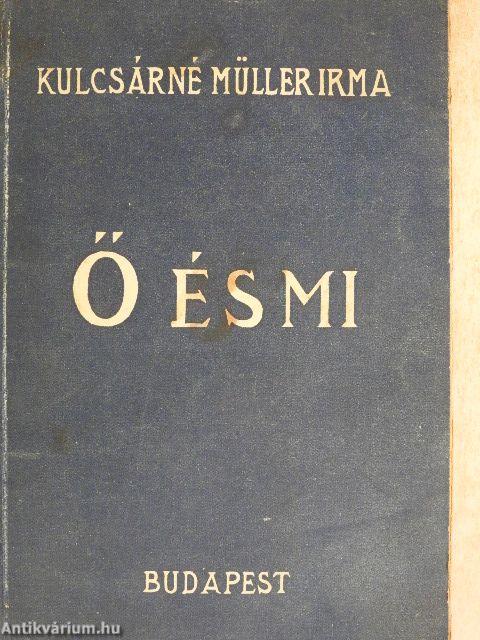 KULCSÁRNÉ MÜLLER IRMA
Ő ÉS MI
BUDAPEST
Antikvárium.hu